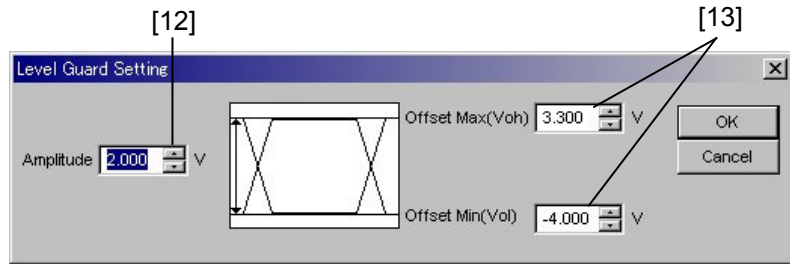 [12] [13]
Level Guard Setting
Offset Max(Voh) 3.300 V
OK
Amplitude 2.000 V
Cancel
Offset Min(Vol) -4.000 V